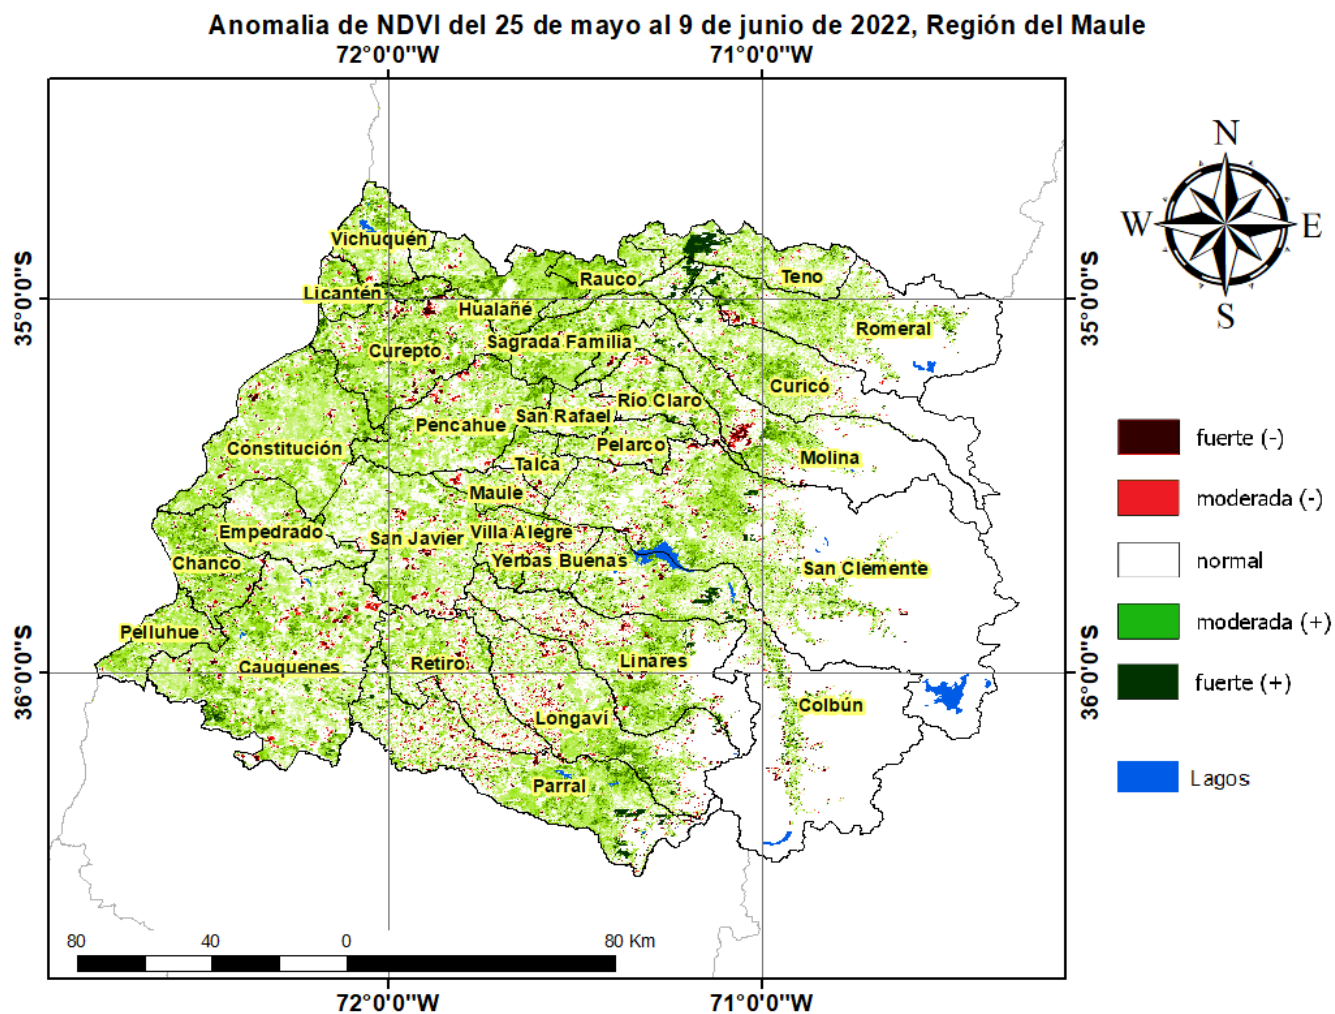 Anomalia de NDVI del 25 de mayo al 9 de junio de 2022, Región del Maule
72°0'0"W
71°0'0"W
N
W
E
S
35°0'0"S
35°0'0"S
Vichuquén
Licantén
Rauco
Teno
Hualañé
Romeral
Sagrada Familia
Curepto
Curicó
Río Claro
San Rafael
Pencahue
Pelarco
Constitución
Molina
Talca
Maule
Empedrado
San Javier
Villa Alegre
Yerbas Buenas
Chanco
San Clemente
Pelluhue
Cauquenes
Retiro
Linares
Colbún
Longaví
Parral
36°0'0"S
36°0'0"S
fuerte (-)
moderada (-)
normal
moderada (+)
fuerte (+)
Lagos
80
40
0
80 Km
72°0'0"W
71°0'0"W